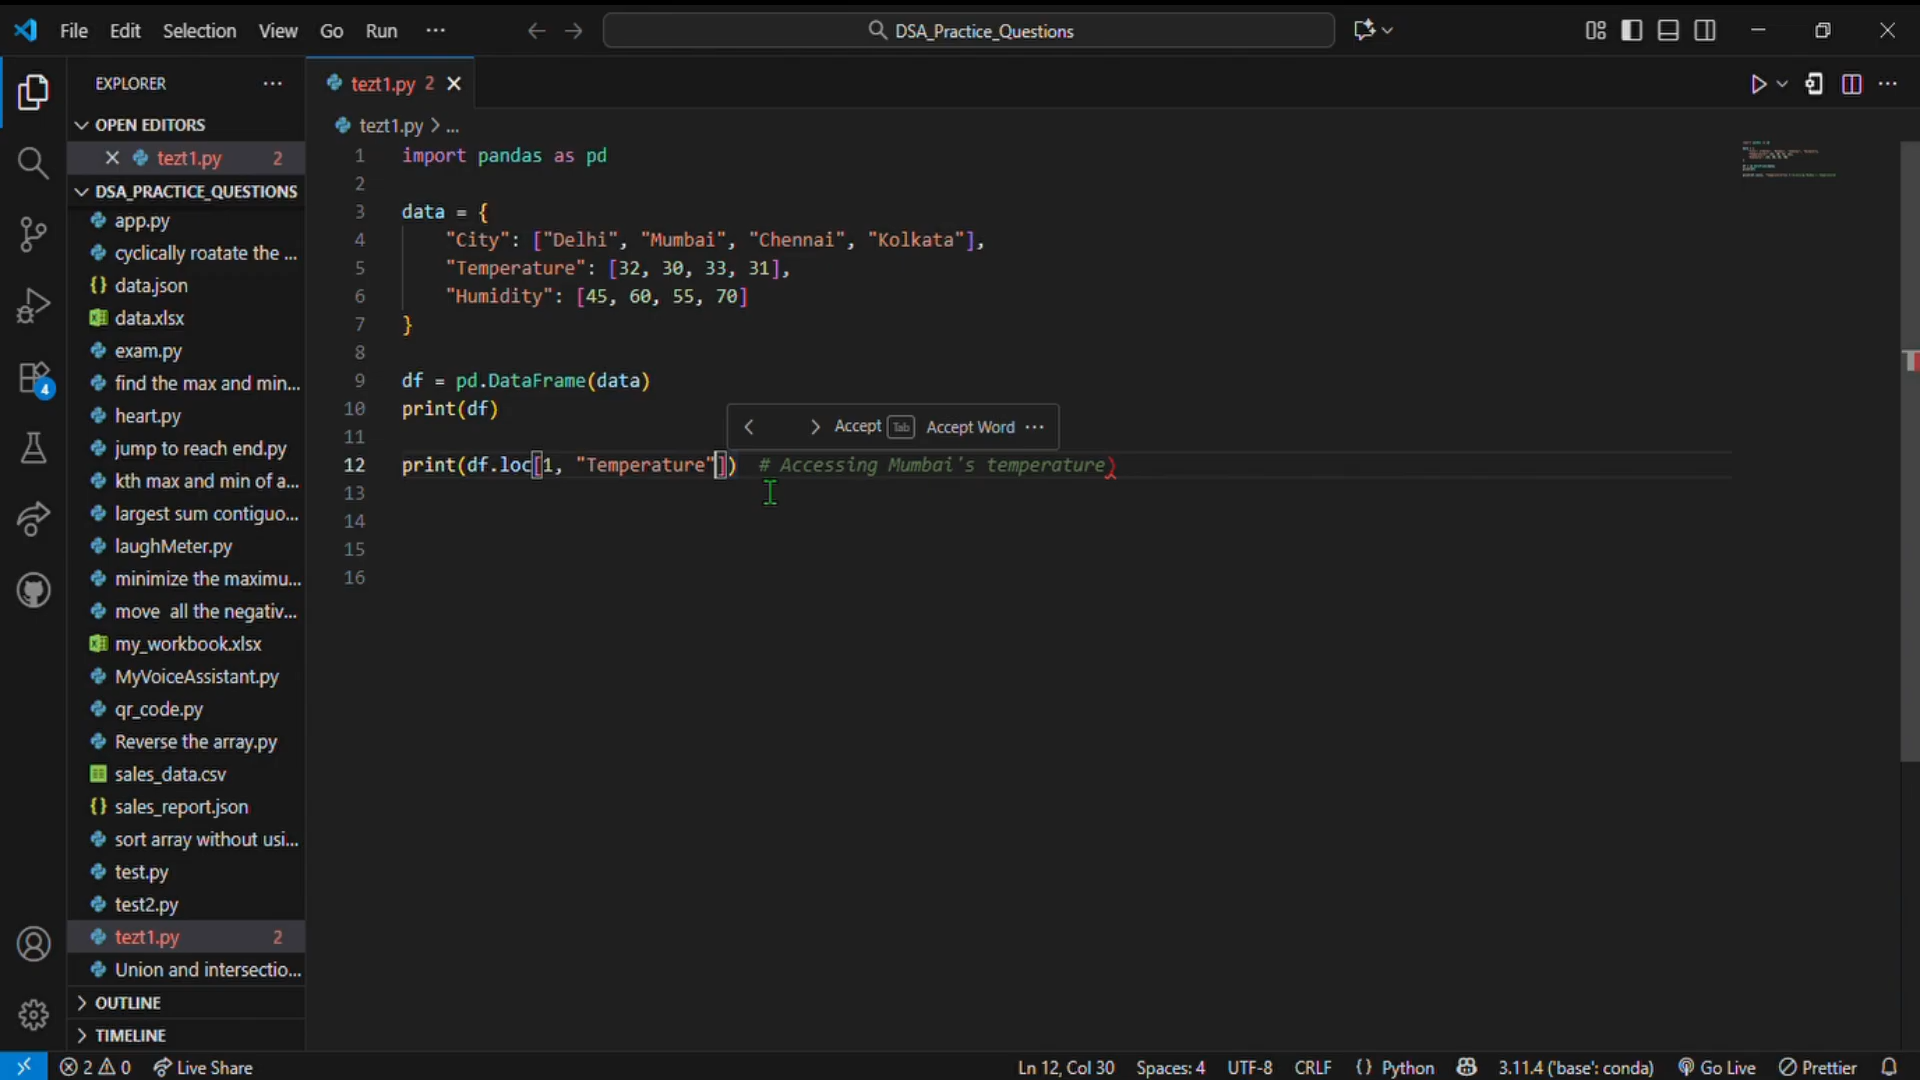 File Edit Selection View Go Run ... DSA_Practice_Questions
EXPLORER ...
OPEN EDITORS
tezt1.py 2
DSA_PRACTICE_QUESTIONS
app.py
cyclically roatate the ...
data.json
data.xlsx
exam.py
find the max and min...
heart.py
jump to reach end.py
kth max and min of a...
largest sum contiguo...
laughMeter.py
minimize the maximu...
move all the negativ...
my_workbook.xlsx
MyVoiceAssistant.py
qr_code.py
Reverse the array.py
sales_data.csv
sales_report.json
sort array without usi...
test.py
test2.py
tezt1.py 2
Union and intersectio...
OUTLINE
TIMELINE
4
tezt1.py 2
tezt1.py > ...
1 import pandas as pd
2
3 data = {
4 "City": ["Delhi", "Mumbai", "Chennai", "Kolkata"],
5 "Temperature": [32, 30, 33, 31],
6 "Humidity": [45, 60, 55, 70]
7 }
8
9 df = pd.DataFrame(data)
10 print(df)
11
< > Accept Tab Accept Word ...
12 print(df.loc[1, "Temperature"]) # Accessing Mumbai's temperature)
13
14
15
16
2 0 Live Share Ln 12, Col 30 Spaces: 4 UTF-8 CRLF {} Python 3.11.4 ('base': conda) Go Live Prettier